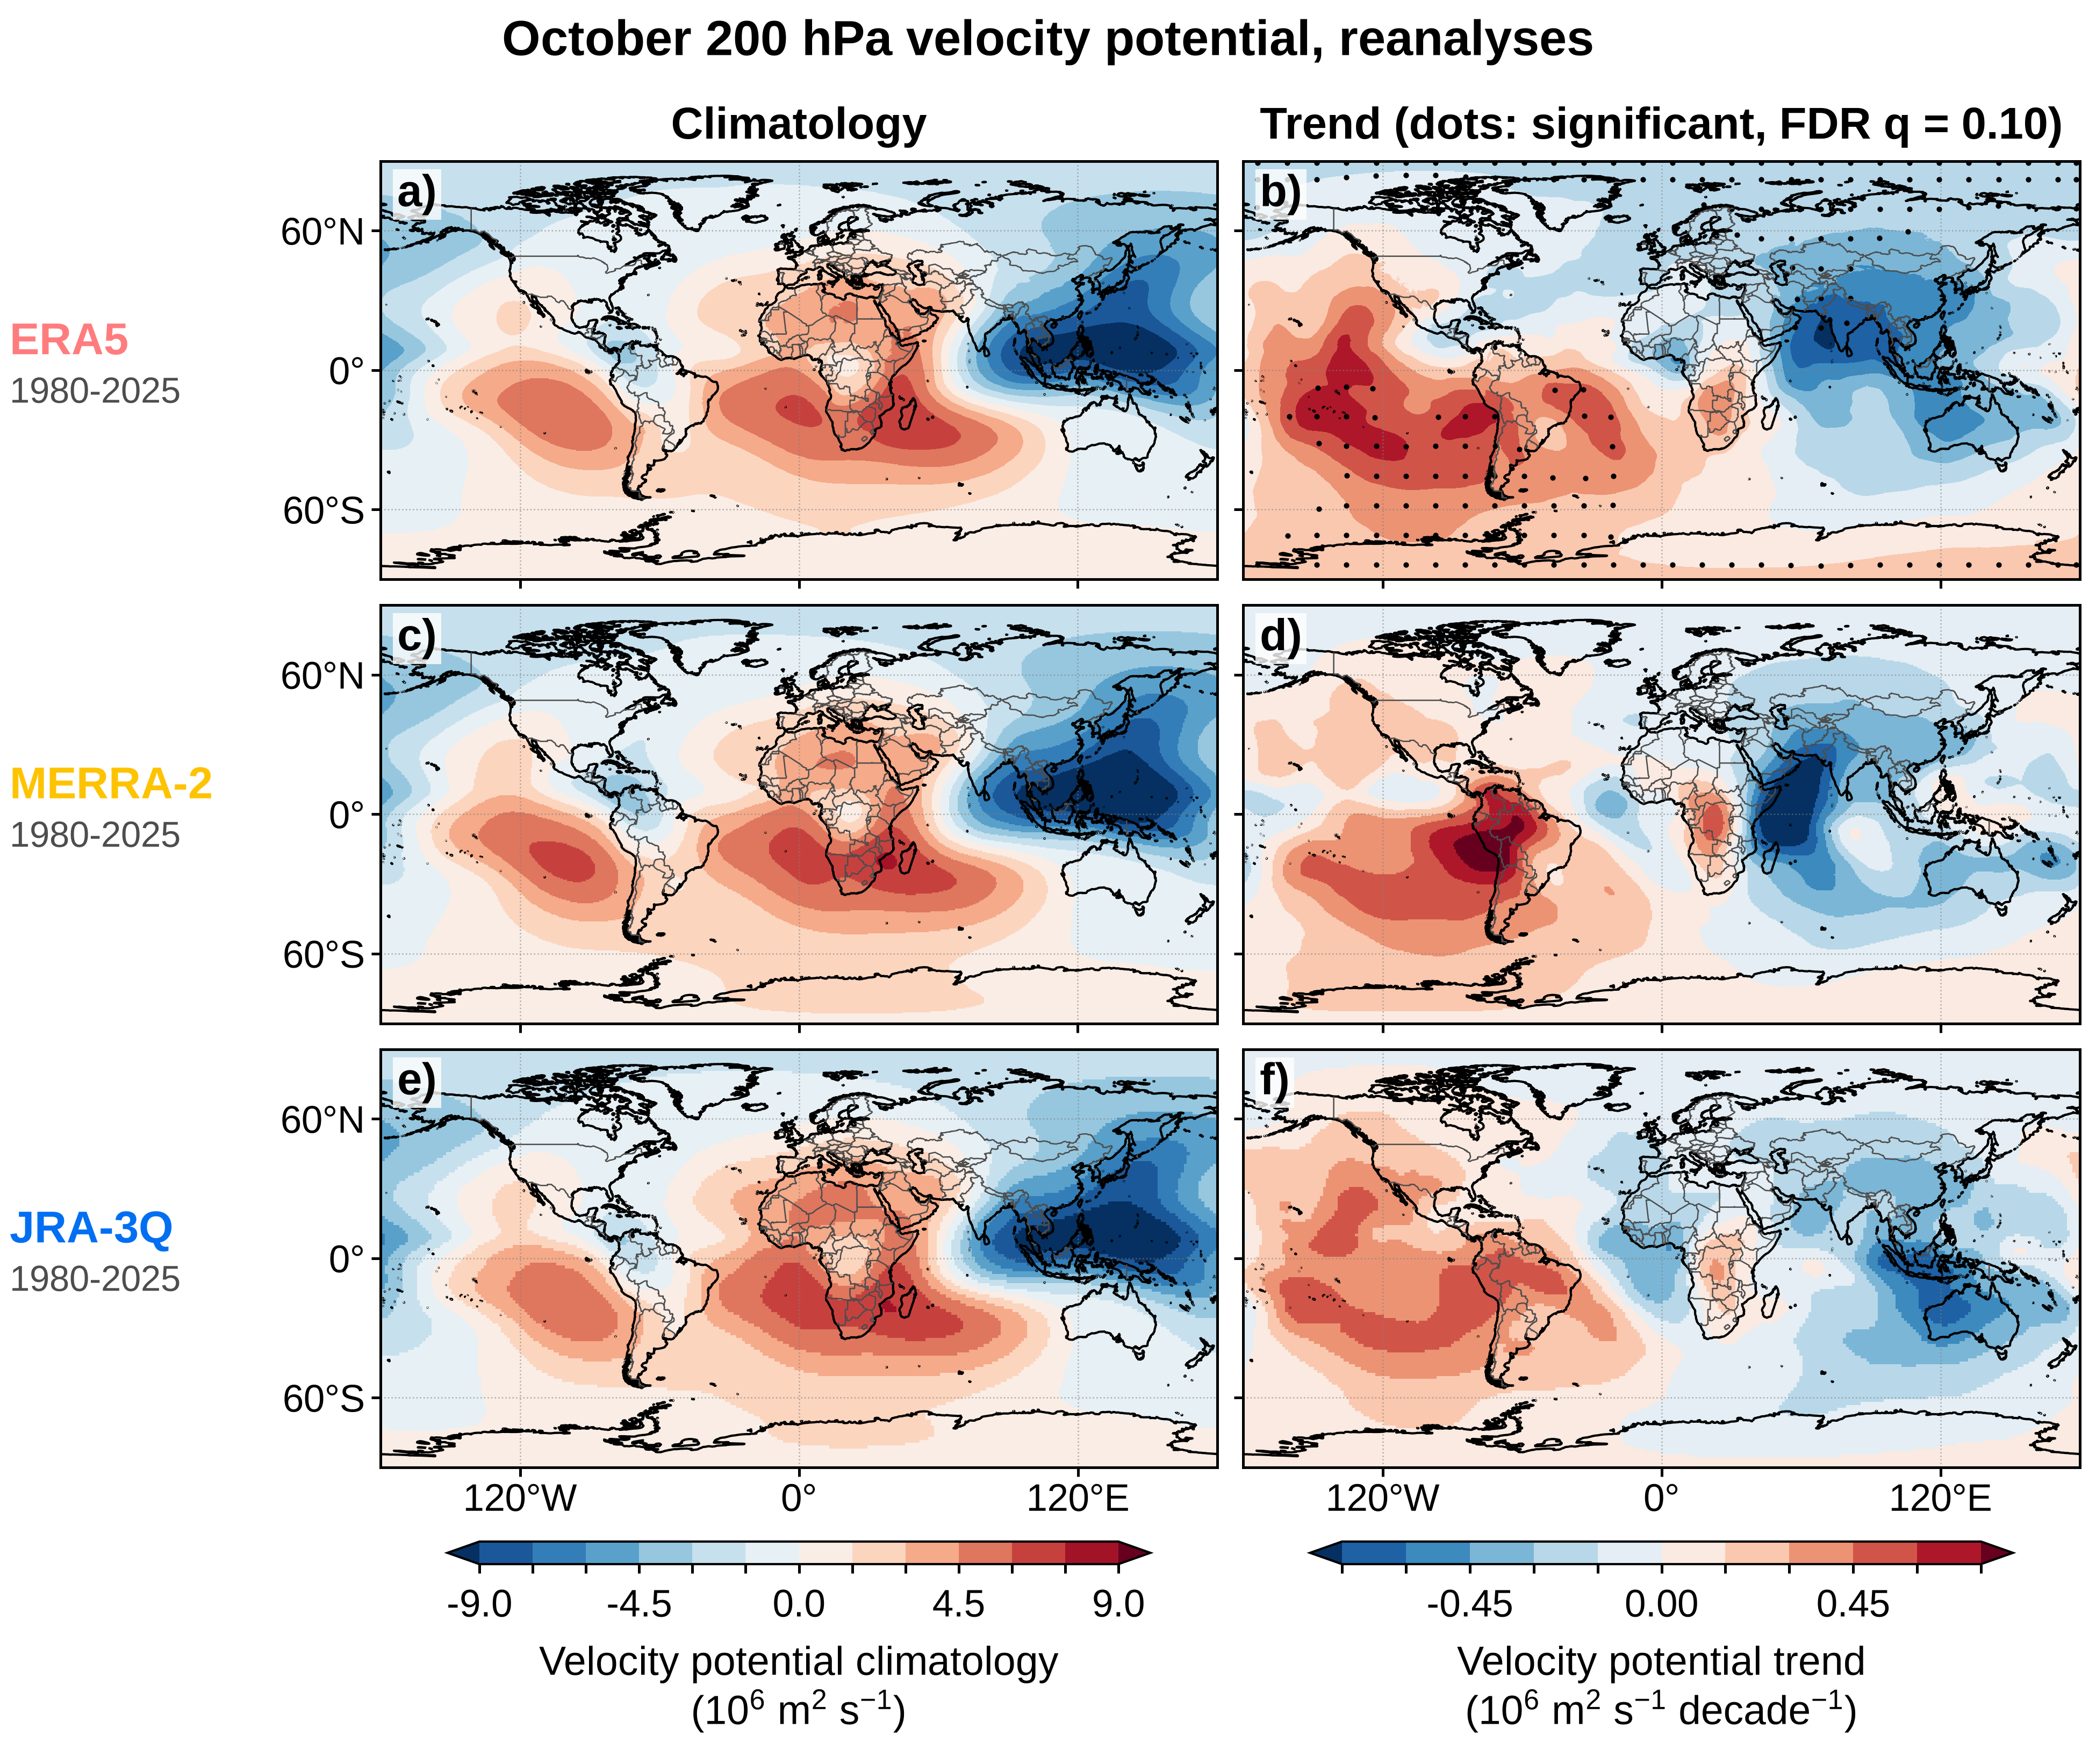 October 200 hPa velocity potential, reanalyses
Climatology
Trend (dots: significant, FDR q = 0.10)
a)
b)
60°N
0°
60°S
ERA5
1980-2025
c)
d)
60°N
0°
60°S
MERRA-2
1980-2025
e)
f)
60°N
0°
60°S
JRA-3Q
1980-2025
120°W 0° 120°E
120°W 0° 120°E
-9.0 -4.5 0.0 4.5 9.0
-0.45 0.00 0.45
Velocity potential climatology
(10⁶ m² s⁻¹)
Velocity potential trend
(10⁶ m² s⁻¹ decade⁻¹)